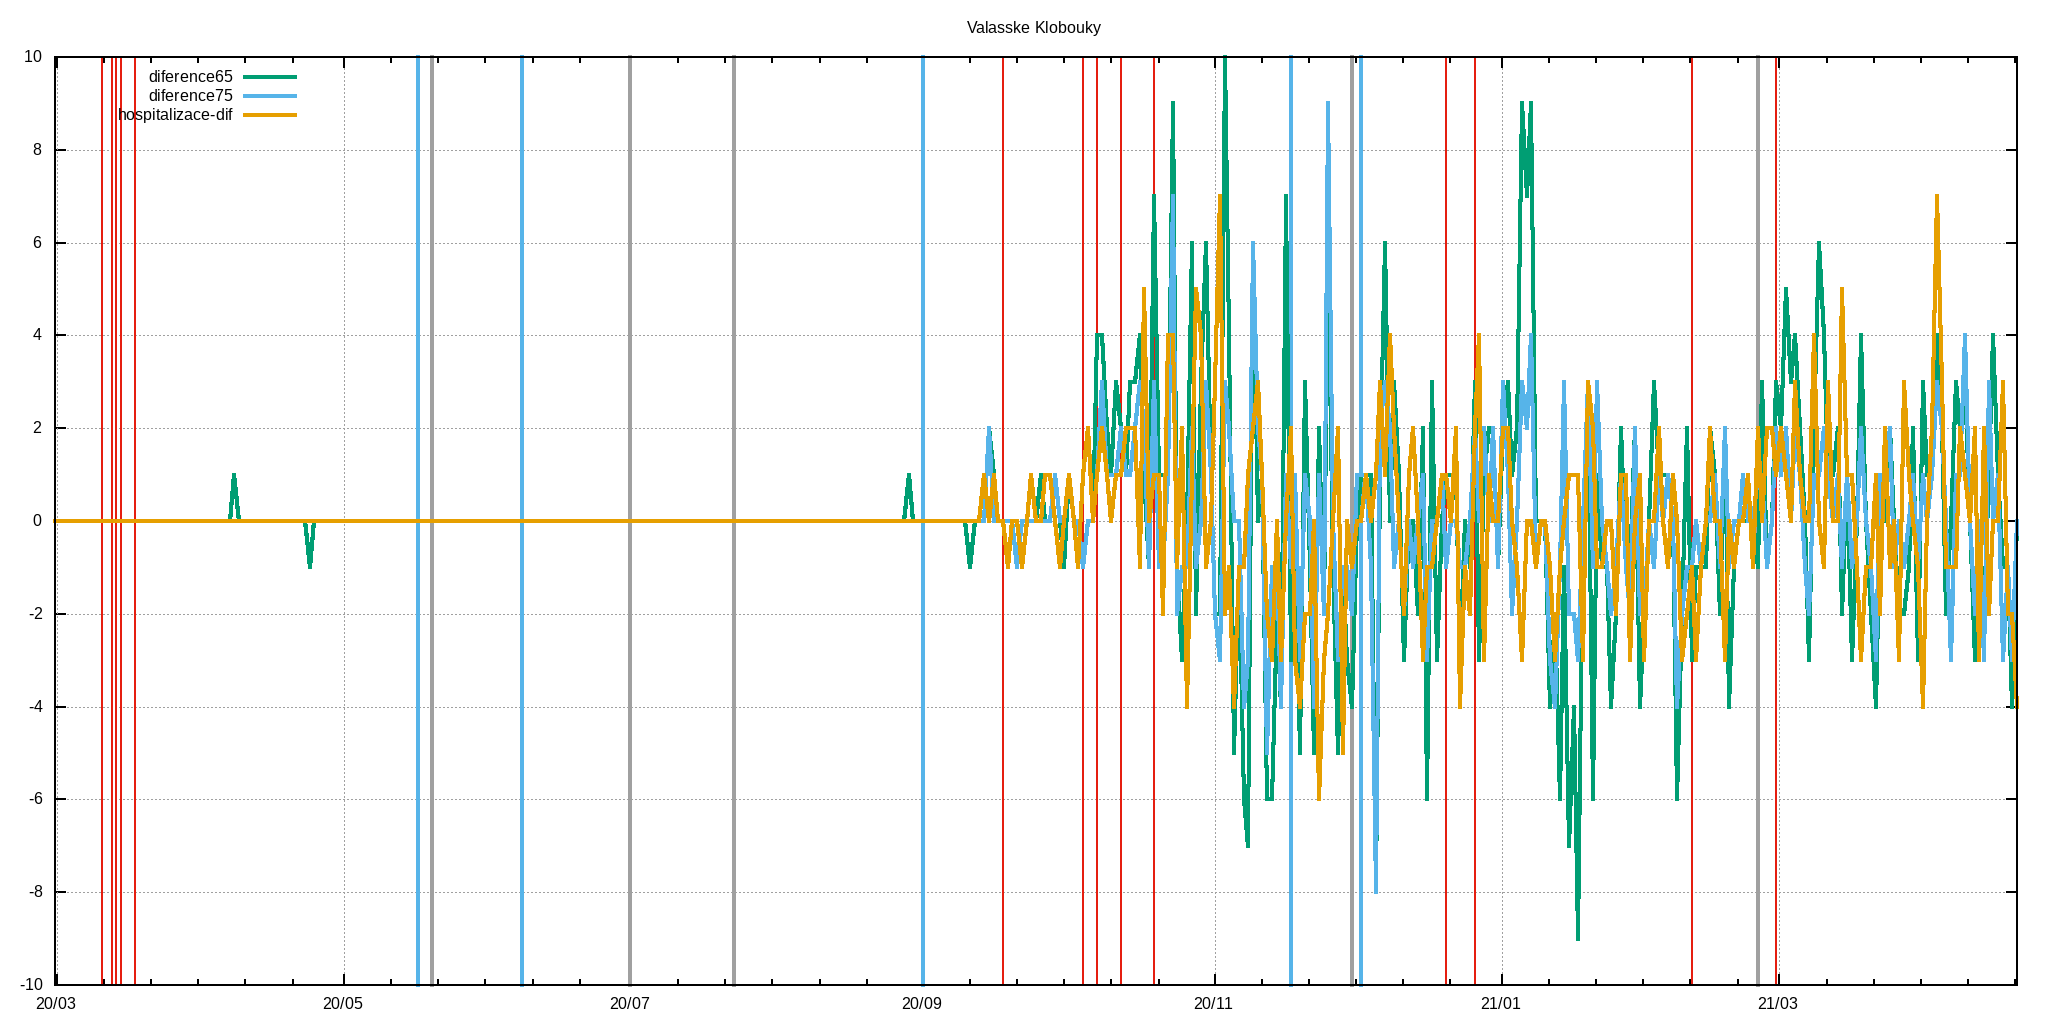 Valasske Klobouky
10
diference65
diference75
hospitalizace-dif
8
6
4
2
0
-2
-4
-6
-8
-10
20/03 20/05 20/07 20/09 20/11 21/01 21/03